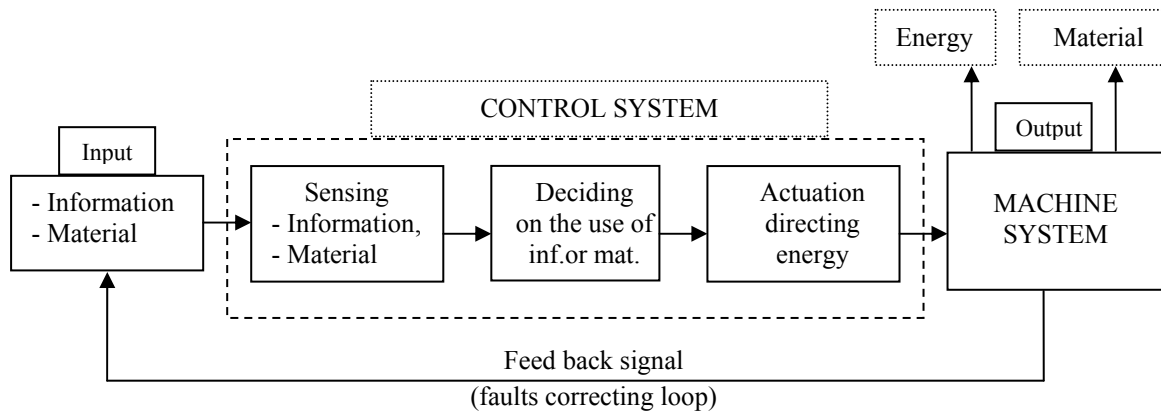 Energy
Material
CONTROL SYSTEM
Input
- Information
- Material
Sensing
- Information,
- Material
Deciding
on the use of
inf.or mat.
Actuation
directing
energy
Output
MACHINE
SYSTEM
Feed back signal
(faults correcting loop)